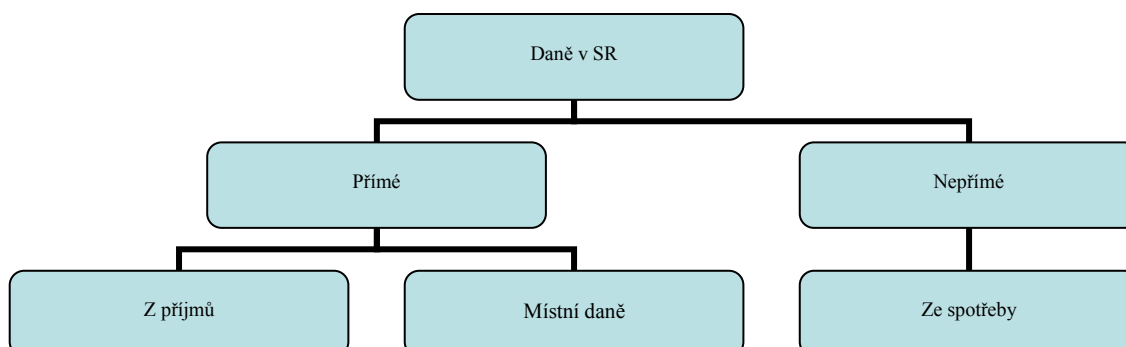 Daně v SR
Přímé
Nepřímé
Z příjmů
Místní daně
Ze spotřeby